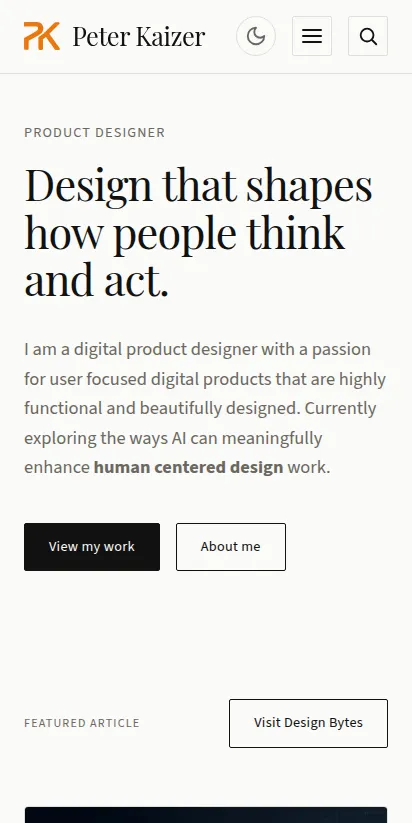 PK Peter Kaizer
PRODUCT DESIGNER
Design that shapes
how people think
and act.
I am a digital product designer with a passion
for user focused digital products that are highly
functional and beautifully designed. Currently
exploring the ways AI can meaningfully
enhance human centered design work.
View my work
About me
FEATURED ARTICLE
Visit Design Bytes